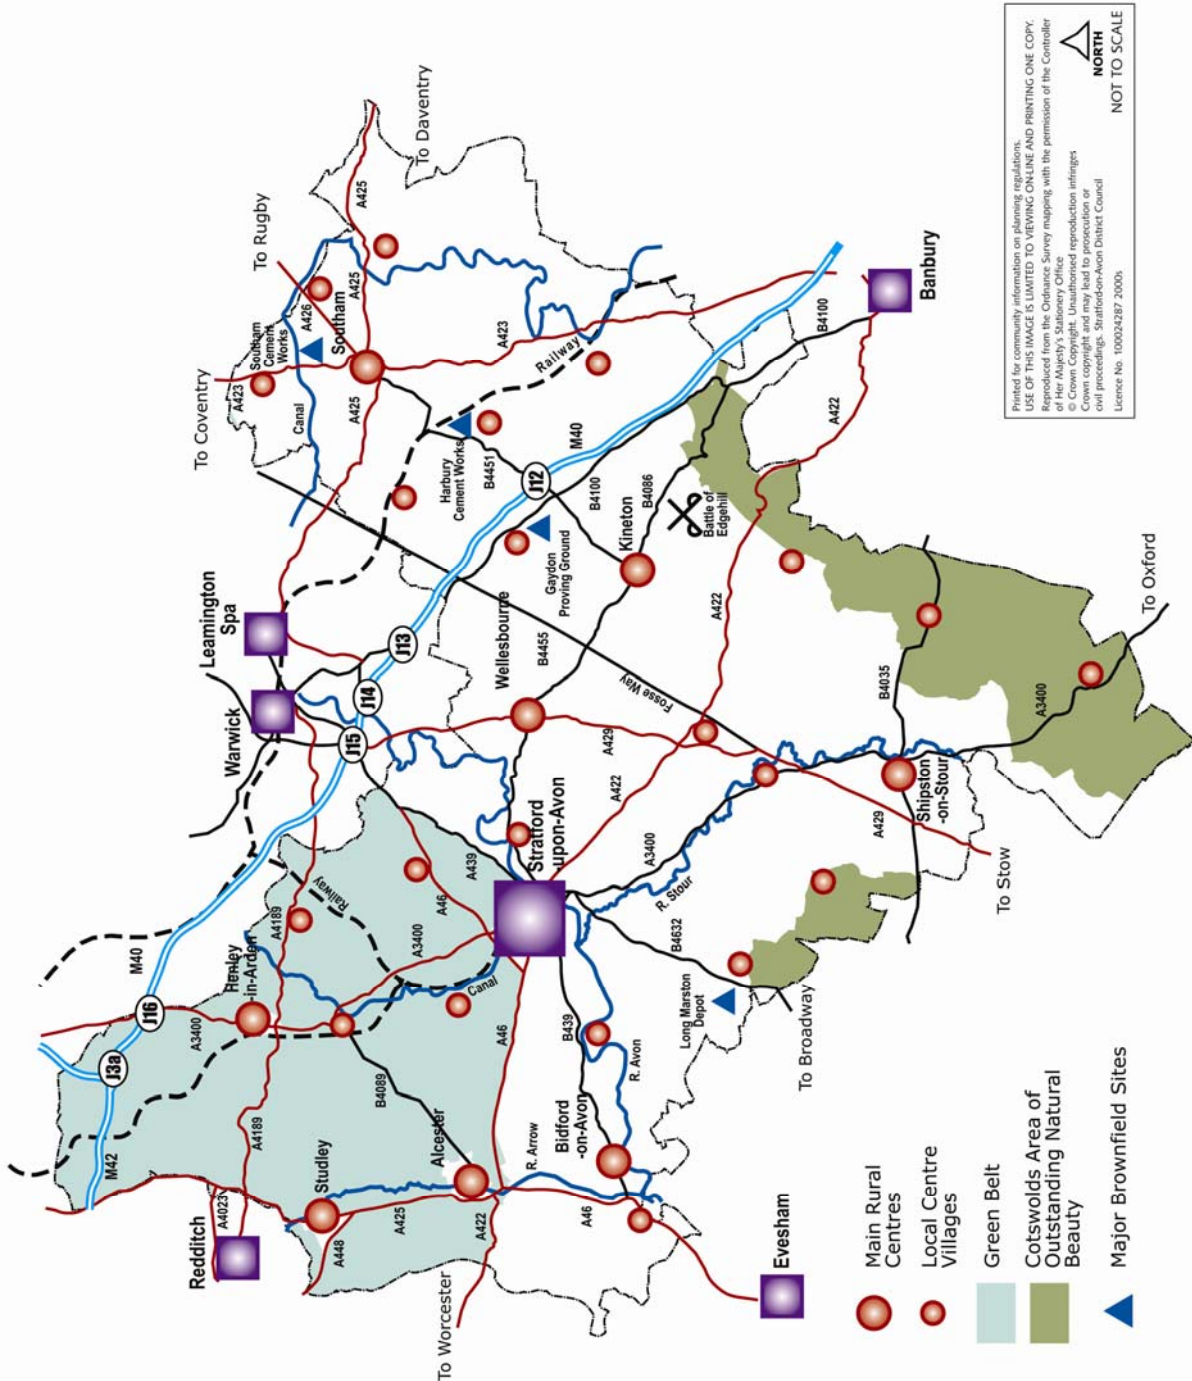 To Worcester
Redditch
A4023
A448
Studley
A425
A422
Alcester
R. Arrow
Bidford
-on-Avon
A46
Evesham
M42
J3a
J16
M40
A4189
A3400
Henley
-in-Arden
B4089
Canal
A46
B439
R. Avon
Long Marston
Depot
To Broadway
A4189
Railway
A3400
A46
A439
Stratford
upon-Avon
R. Stour
B4632
A3400
A422
To Stow
Warwick
Leamington
Spa
J15
J14
J13
Wellesbourne
A429
Fosse Way
A429
Shipston
-on-Stour
B4035
A3400
To Oxford
B4455
A422
Kineton
Gaydon
Proving Ground
Battle of
Edgehill
J12
B4100
B4086
M40
Harbury
Cement Works
B4451
To Coventry
A423
Canal
Southam
Cement
Works
A425
Southam
A426
A425
To Rugby
A425
To Daventry
A423
Railway
B4100
A422
Banbury
Main Rural
Centres
Local Centre
Villages
Green Belt
Cotswolds Area of
Outstanding Natural
Beauty
Major Brownfield Sites
Printed for community information on planning regulations.
USE OF THIS IMAGE IS LIMITED TO VIEWING ON-LINE AND PRINTING ONE COPY.
Reproduced from the Ordnance Survey mapping with the permission of the Controller
of Her Majesty's Stationery Office
© Crown Copyright. Unauthorised reproduction infringes
Crown copyright and may lead to prosecution or
civil proceedings. Stratford-on-Avon District Council
Licence No. 100024287 2000s
NORTH
NOT TO SCALE